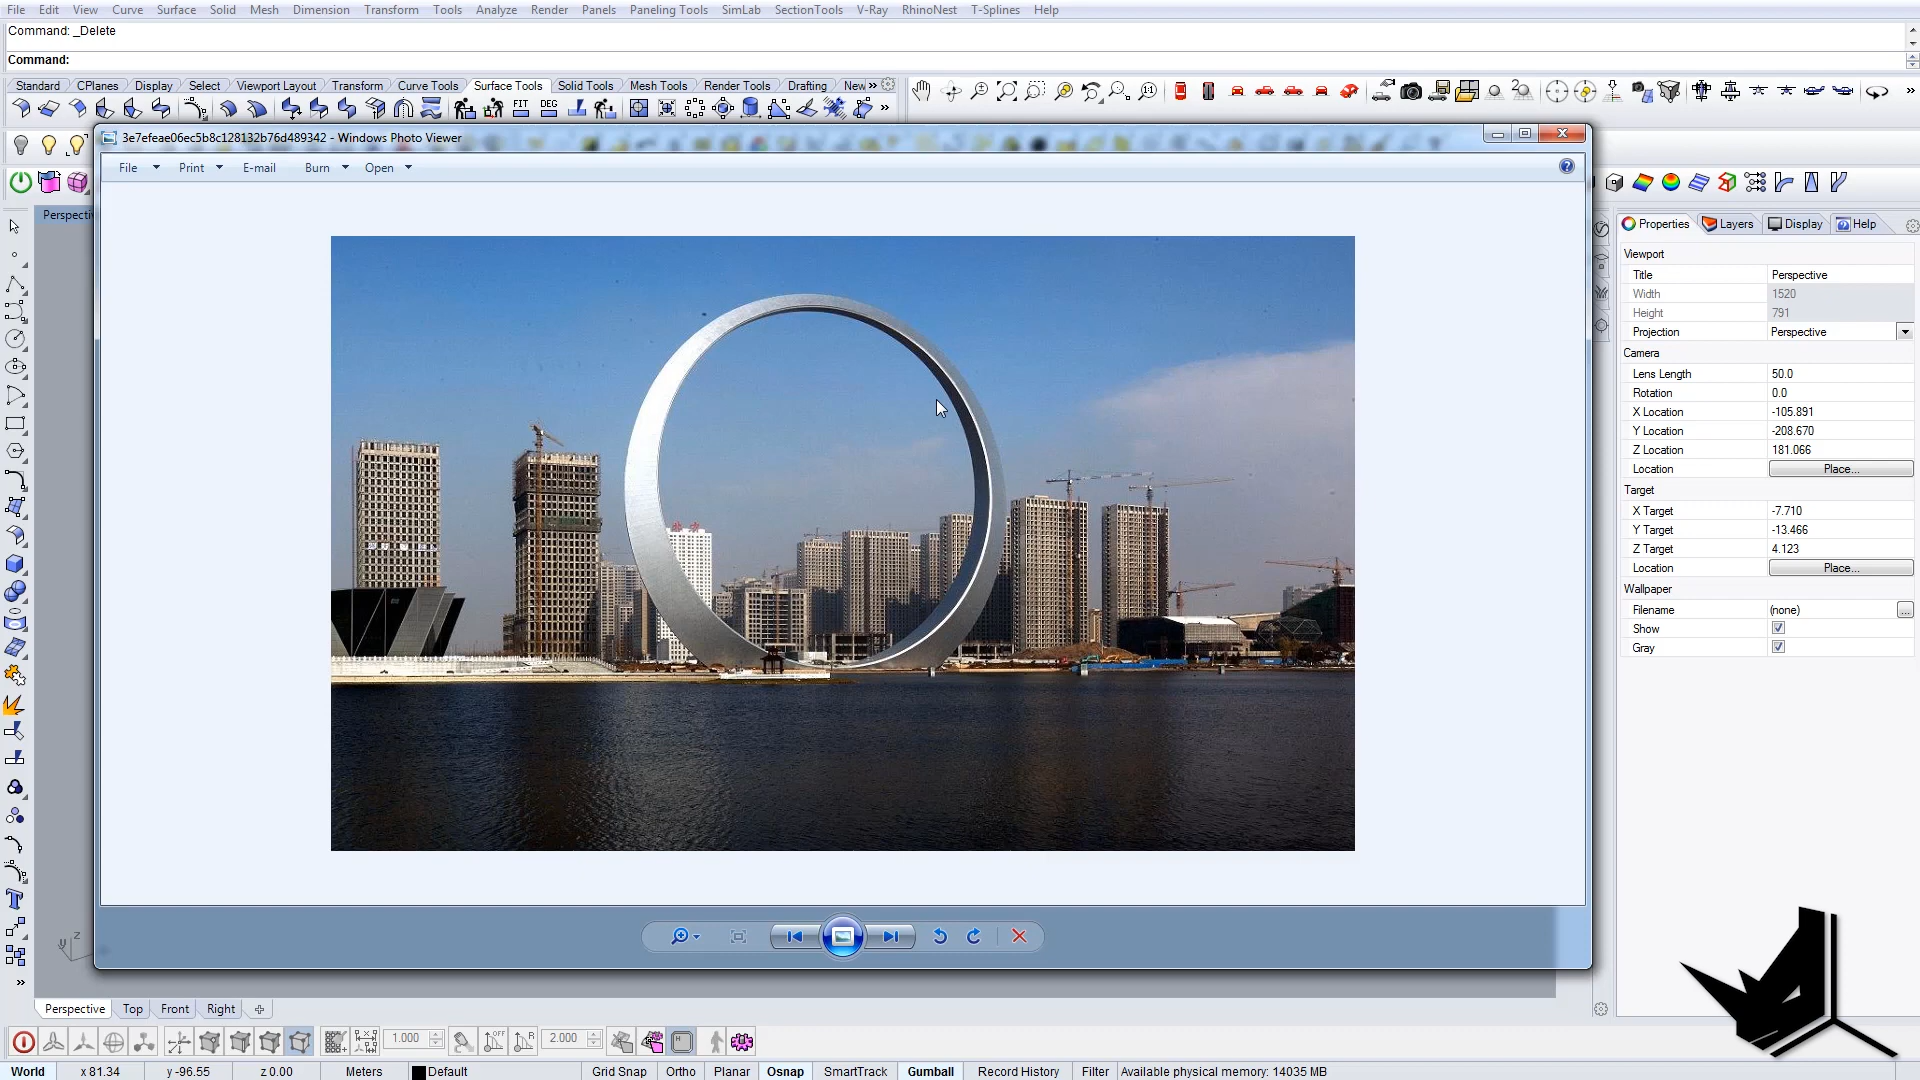 File Edit View Curve Surface Solid Mesh Dimension Transform Tools Analyze Render Panels Paneling Tools SimLab SectionTools V-Ray RhinoNest T-Splines Help
Command: _Delete
Command:
Standard CPlanes Display Select Viewport Layout Transform Curve Tools Surface Tools Solid Tools Mesh Tools Render Tools Drafting New
FIT DEG
3e7efeae06ec5b8c128132b76d489342 - Windows Photo Viewer
File Print E-mail Burn Open
Perspecti
Properties Layers Display Help
Viewport
Title Perspective
Width 1520
Height 791
Projection Perspective
Camera
Lens Length 50.0
Rotation 0.0
X Location -105.891
Y Location -208.670
Z Location 181.066
Location Place...
Target
X Target -7.710
Y Target -13.466
Z Target 4.123
Location Place...
Wallpaper
Filename (none) ...
Show
Gray
z
y
Perspective Top Front Right
1.000 OFF R 2.000 H
World x 81.34 y -96.55 z 0.00 Meters Default Grid Snap Ortho Planar Osnap SmartTrack Gumball Record History Filter Available physical memory: 14035 MB